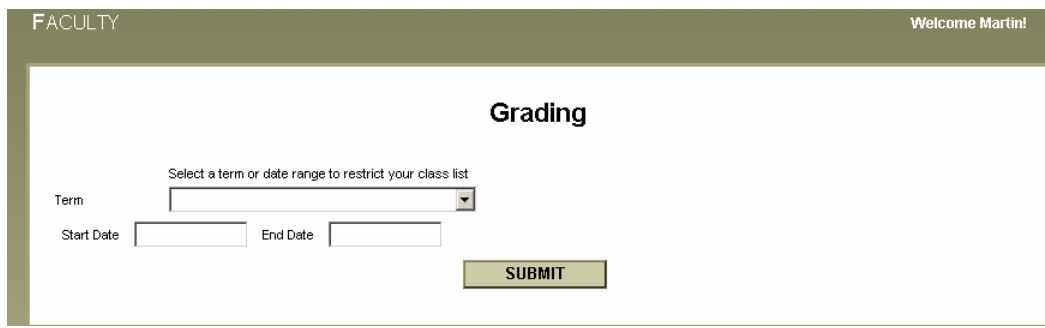 FACULTY Welcome Martin!
Grading
Select a term or date range to restrict your class list
Term
Start Date End Date
SUBMIT